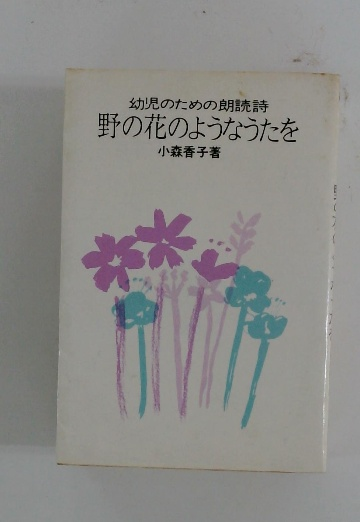 幼児のための朗読詩
野の花のようなうたを
小森香子著